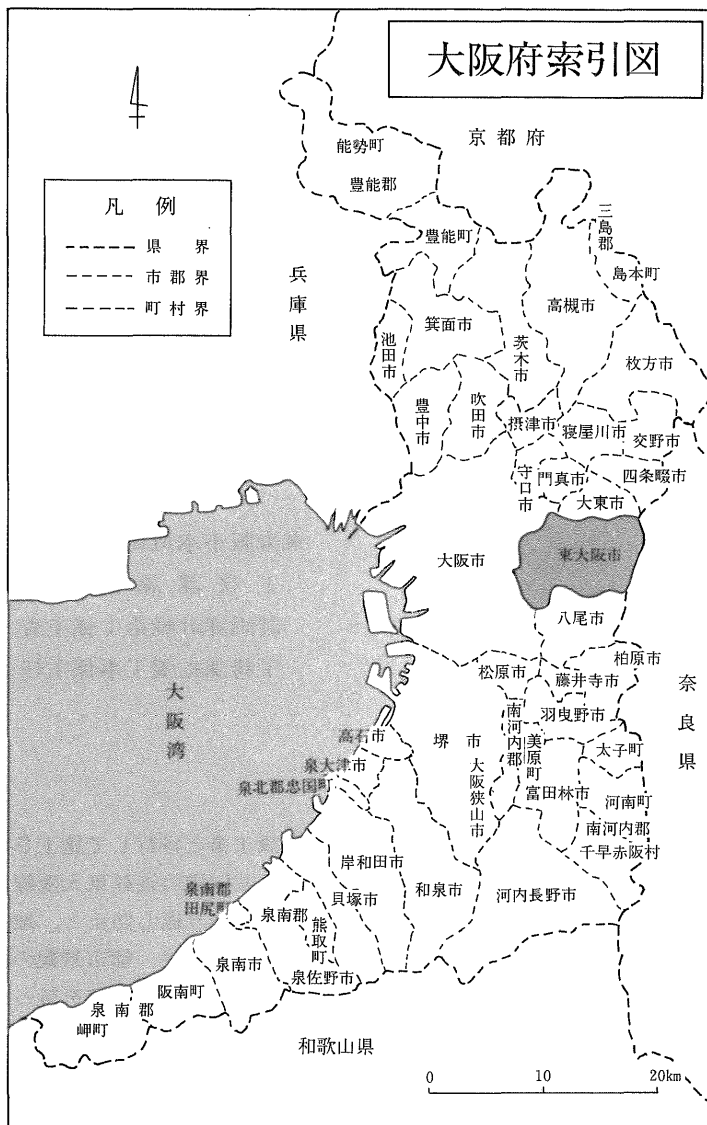 大阪府索引図
京都府
凡 例
県 界
市郡界
町村界
兵庫県
能勢町
豊能郡
豊能町
三島郡
島本町
高槻市
箕面市
池田市
茨木市
枚方市
豊中市
吹田市
摂津市
寝屋川市
交野市
守口市
門真市
四条畷市
大東市
大阪市
東大阪市
八尾市
柏原市
松原市
藤井寺市
奈良県
大阪湾
南河内郡
美原町
羽曳野市
高石市
堺 市
太子町
泉大津市
大阪狭山市
富田林市
泉北郡忠国町
河南町
南河内郡
千早赤阪村
岸和田市
和泉市
河内長野市
貝塚市
泉南郡
田尻町
泉南郡
熊取町
泉南市
泉佐野市
阪南町
泉南郡
岬町
和歌山県
0 10 20km